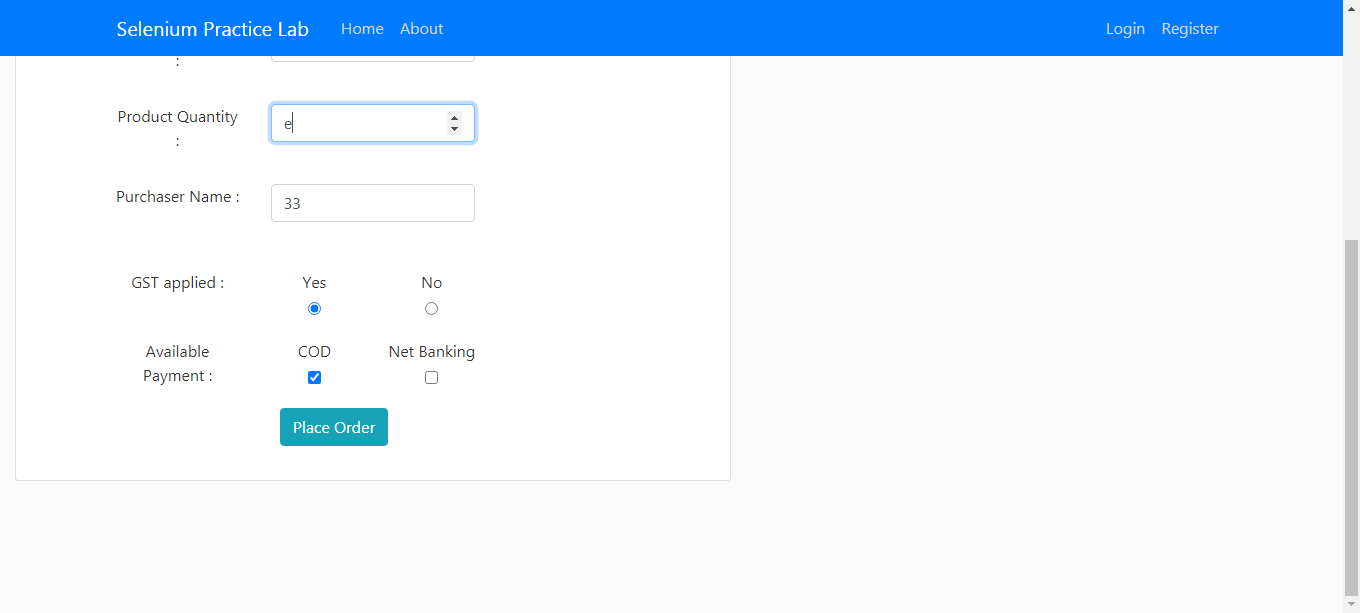 Selenium Practice Lab Home About Login Register
:
Product Quantity
:
e
Purchaser Name :
33
GST applied :
Yes
No
Available
Payment :
COD
Net Banking
Place Order